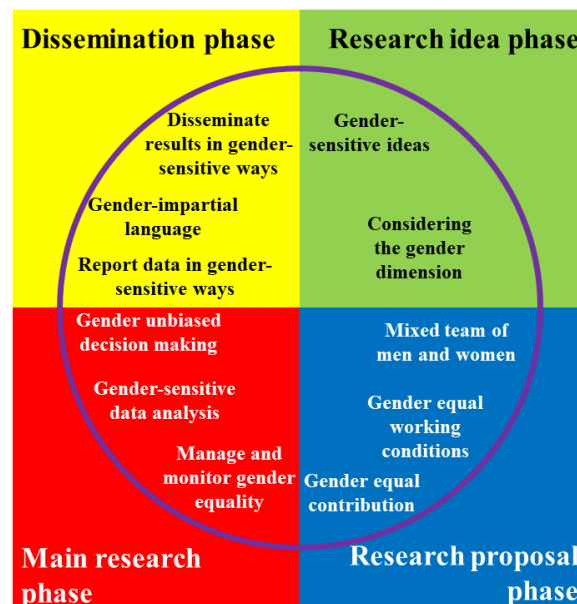 Dissemination phase
Disseminate
results in gender-
sensitive ways
Gender-impartial
language
Report data in gender-
sensitive ways
Research idea phase
Gender-
sensitive ideas
Considering
the gender
dimension
Gender unbiased
decision making
Gender-sensitive
data analysis
Manage and
monitor gender
equality
Main research
phase
Mixed team of
men and women
Gender equal
working
conditions
Gender equal
contribution
Research proposal
phase